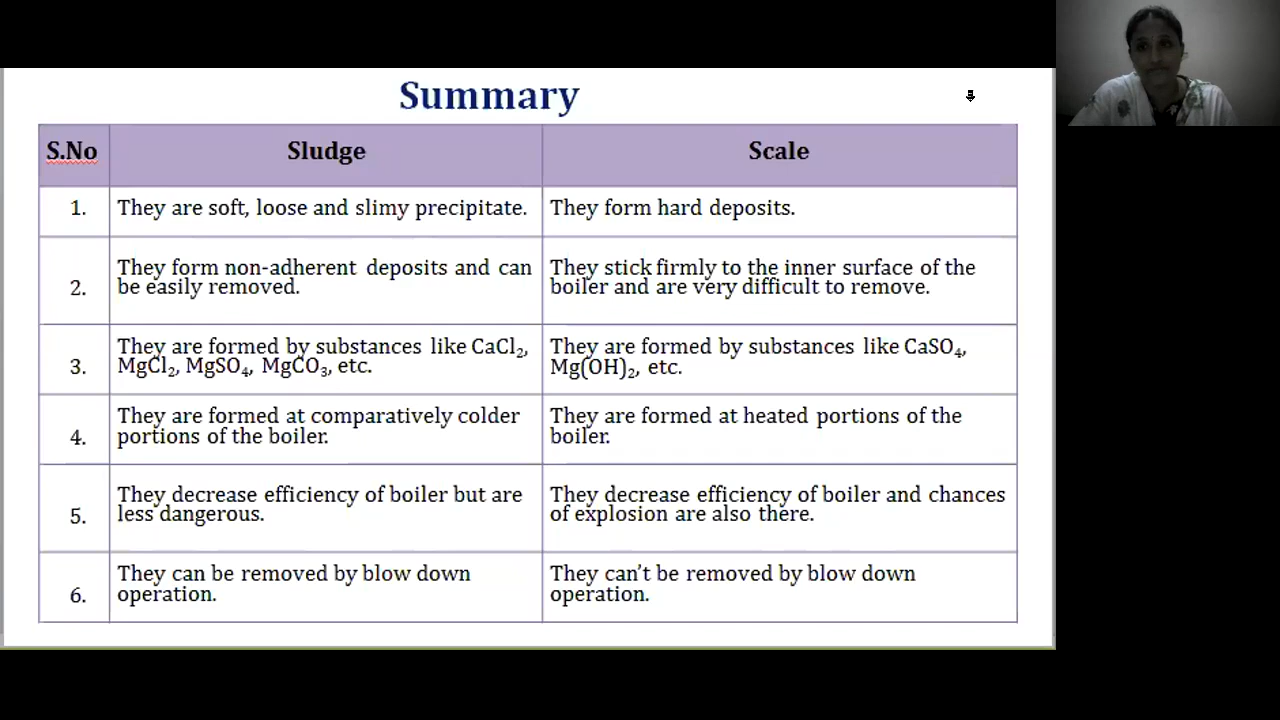 Summary
S.No Sludge Scale
1. They are soft, loose and slimy precipitate. They form hard deposits.
2. They form non-adherent deposits and can
be easily removed.
They stick firmly to the inner surface of the
boiler and are very difficult to remove.
3. They are formed by substances like CaCl₂,
MgCl₂, MgSO₄, MgCO₃, etc.
They are formed by substances like CaSO₄,
Mg(OH)₂, etc.
4. They are formed at comparatively colder
portions of the boiler.
They are formed at heated portions of the
boiler.
5. They decrease efficiency of boiler but are
less dangerous.
They decrease efficiency of boiler and chances
of explosion are also there.
6. They can be removed by blow down
operation.
They can’t be removed by blow down
operation.